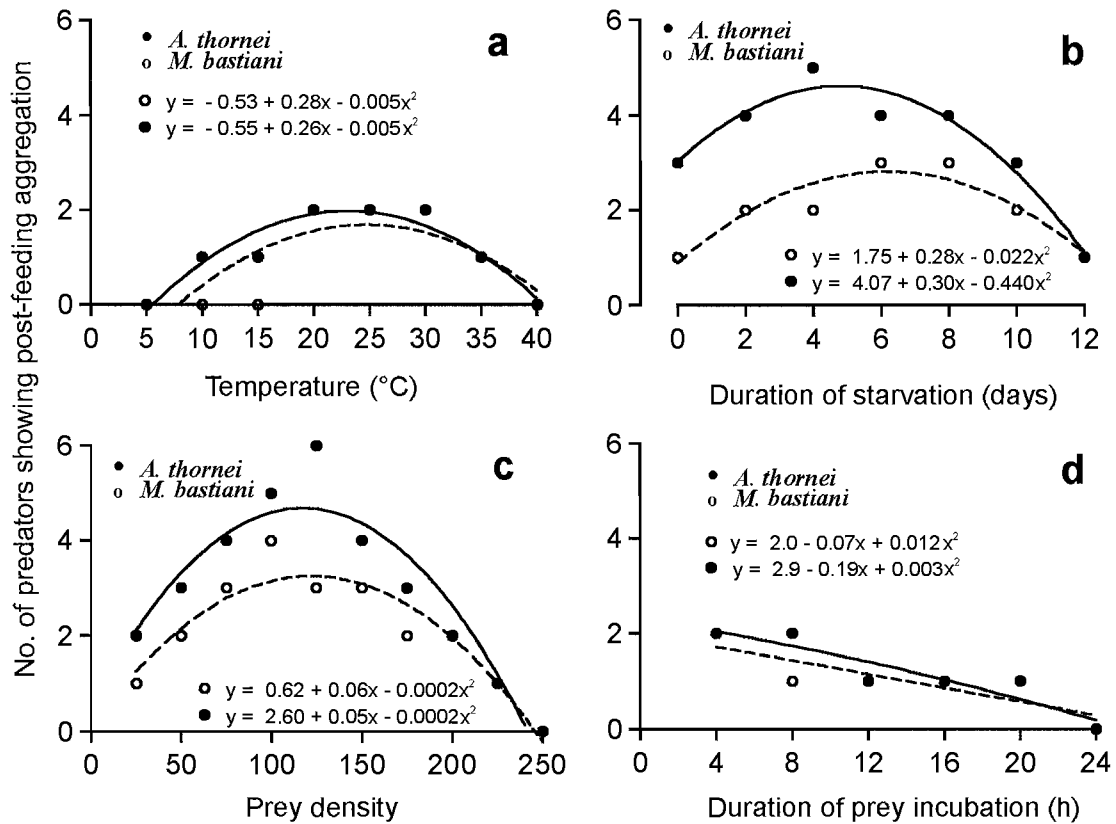 No. of predators showing post-feeding aggregation
6
4
2
0
a
A. thornei
M. bastiani
y = - 0.53 + 0.28x - 0.005x²
y = - 0.55 + 0.26x - 0.005x²
0 5 10 15 20 25 30 35 40
Temperature (°C)
6
4
2
0
b
A. thornei
M. bastiani
y = 1.75 + 0.28x - 0.022x²
y = 4.07 + 0.30x - 0.440x²
0 2 4 6 8 10 12
Duration of starvation (days)
6
4
2
0
c
A. thornei
M. bastiani
y = 0.62 + 0.06x - 0.0002x²
y = 2.60 + 0.05x - 0.0002x²
0 50 100 150 200 250
Prey density
6
4
2
0
d
A. thornei
M. bastiani
y = 2.0 - 0.07x + 0.012x²
y = 2.9 - 0.19x + 0.003x²
0 4 8 12 16 20 24
Duration of prey incubation (h)